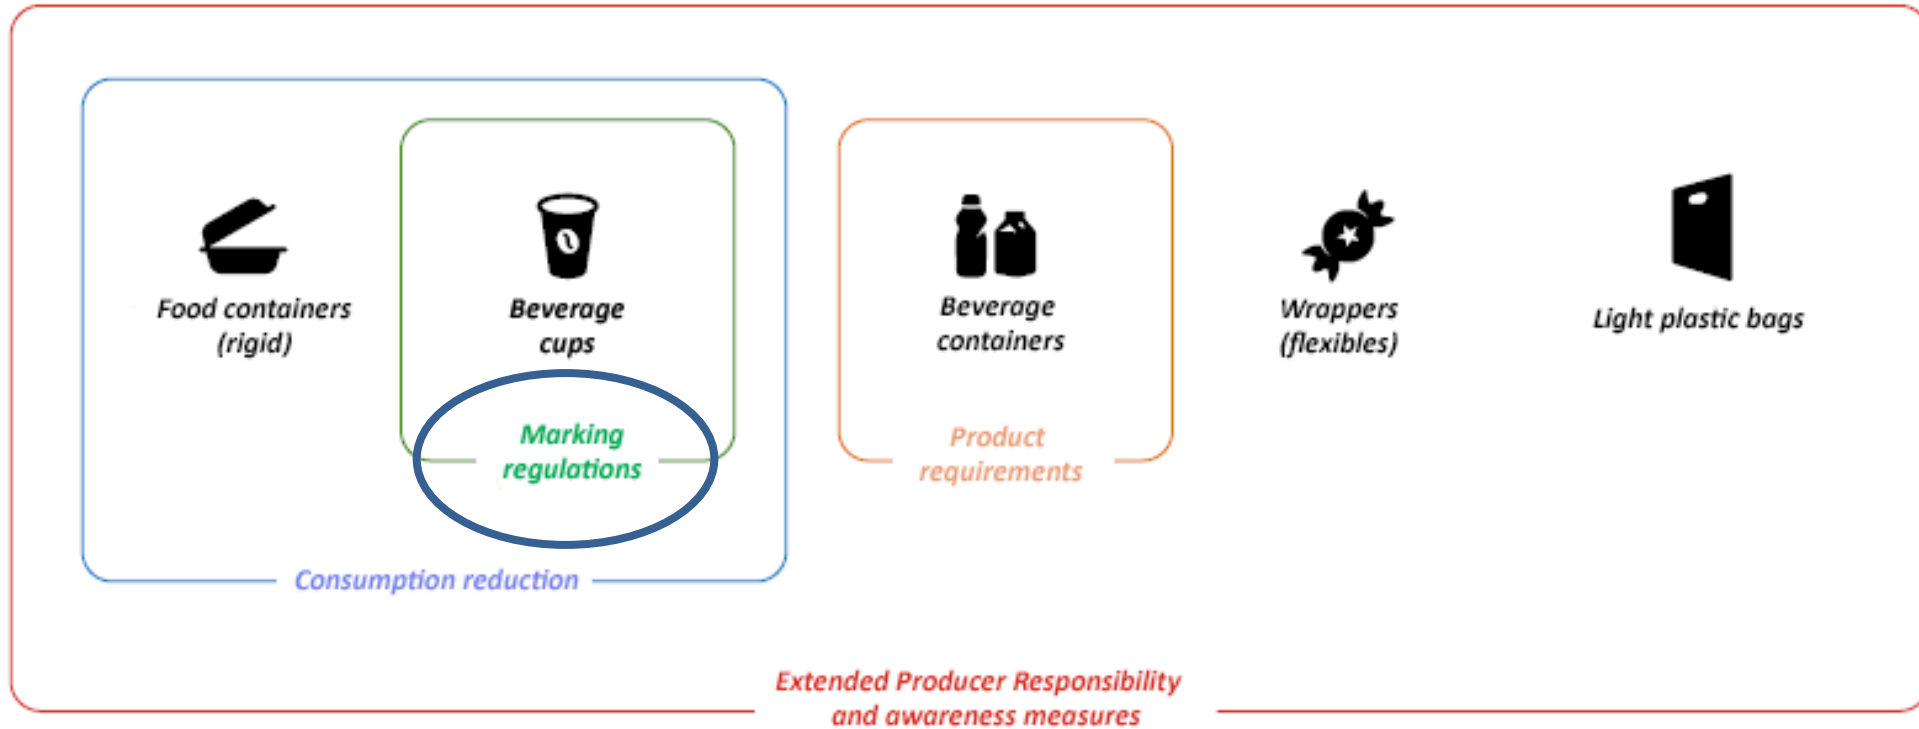 Food containers
(rigid)
Beverage
cups
Beverage
containers
Wrappers
(flexibles)
Light plastic bags
Marking
regulations
Product
requirements
Consumption reduction
Extended Producer Responsibility
and awareness measures